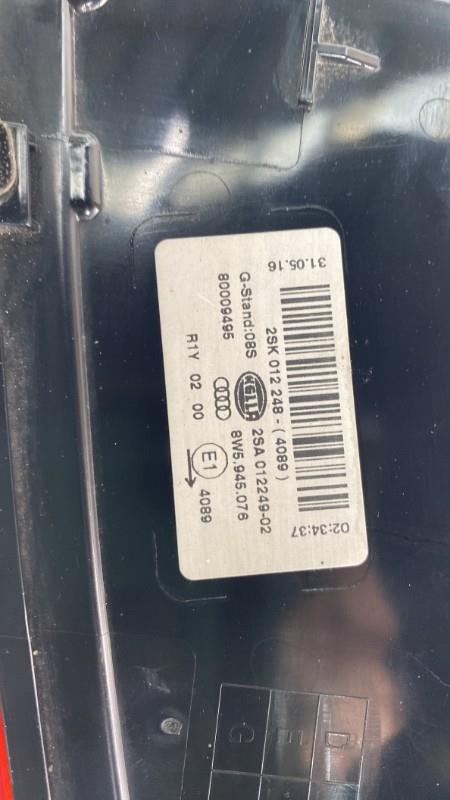 31.05.16
02:34:37
2SK 012 248 - ( 4089 )
G-Stand:08S HELLA 2SA 012249-02
80009495 8W5.945.076
R1Y 02 00 E1 4089
D
E
G